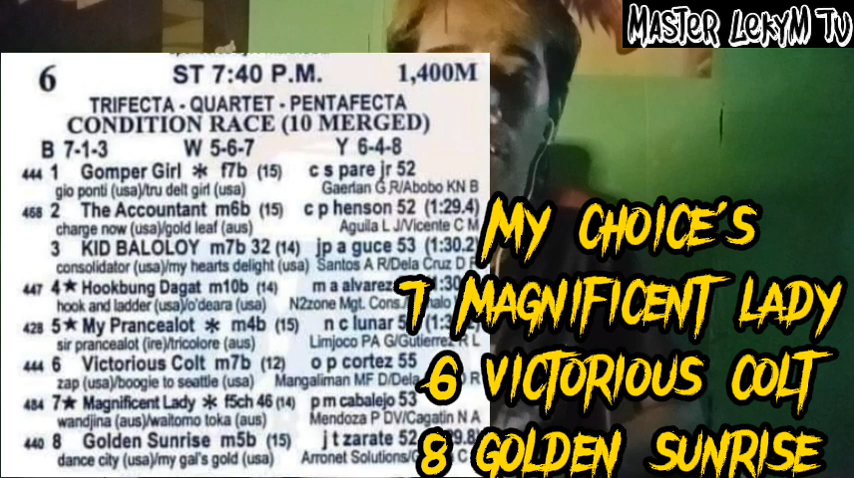 MASTER LEKYM TV
6 ST 7:40 P.M. 1,400M
TRIFECTA - QUARTET - PENTAFECTA
CONDITION RACE (10 MERGED)
B 7-1-3 W 5-6-7 Y 6-4-8
444 1 Gomper Girl * f7b (15) c s pare jr 52
gio ponti (usa)/tru delt girl (usa) Gaerlan G.R/Abobo KN B
458 2 The Accountant m6b (15) c p henson 52 (1:29.4)
charge now (usa)/gold leaf (aus) Aguila L J/Vicente C M
3 KID BALOLOY m7b 32 (14) jp a guce 53 (1:30.2
consolidator (usa)/my hearts delight (usa) Santos A R/Dela Cruz D
447 4★ Hookbung Dagat m10b (14) m a alvarez
hook and ladder (usa)/o'deara (usa) N2zone Mgt. Cons.
428 5★ My Prancealot * m4b (15) n c lunar
sir prancealot (ire)/tricolore (aus) Limjoco PA G/Gutierrez R L
444 6 Victorious Colt m7b (12) o p cortez 55
zap (usa)/boogie to seattle (usa) Mangaliman MF D/Dela
484 7★ Magnificent Lady * f5ch 46 (14) p m cabalejo 53
wandjina (aus)/waitomo toka (aus) Mendoza P DV/Cagatin N A
440 8 Golden Sunrise m5b (15) j t zarate 52
dance city (usa)/my gal's gold (usa) Arronet Solutions/
MY CHOICE'S
7 MAGNIFICENT LADY
6 VICTORIOUS COLT
8 GOLDEN SUNRISE